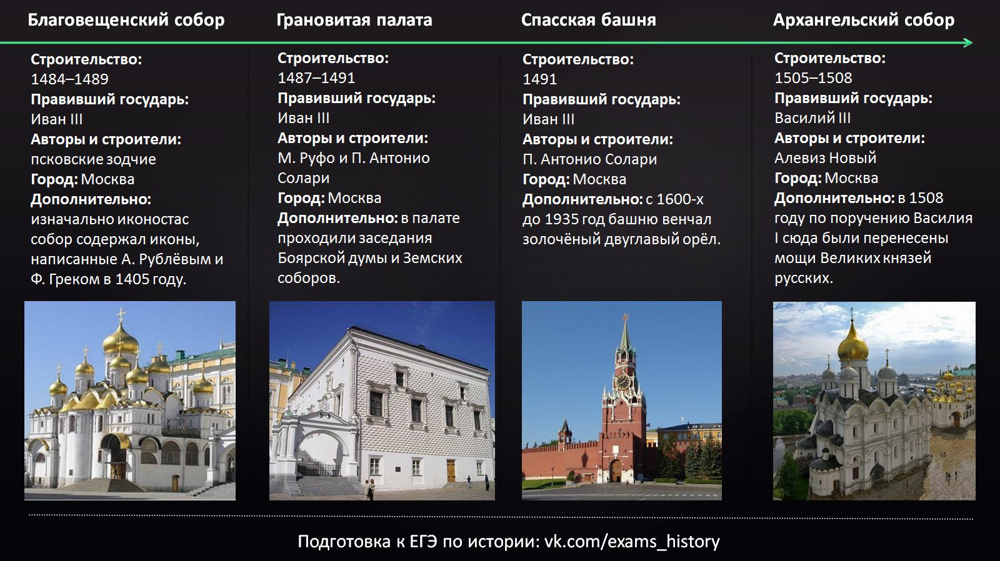 Благовещенский собор
Строительство:
1484–1489
Правивший государь:
Иван III
Авторы и строители:
псковские зодчие
Город: Москва
Дополнительно:
изначально иконостас
собор содержал иконы,
написанные А. Рублёвым и
Ф. Греком в 1405 году.
Грановитая палата
Строительство:
1487–1491
Правивший государь:
Иван III
Авторы и строители:
М. Руфо и П. Антонио
Солари
Город: Москва
Дополнительно: в палате
проходили заседания
Боярской думы и Земских
соборов.
Спасская башня
Строительство:
1491
Правивший государь:
Иван III
Авторы и строители:
П. Антонио Солари
Город: Москва
Дополнительно: с 1600-х
до 1935 год башню венчал
золочёный двуглавый орёл.
Архангельский собор
Строительство:
1505–1508
Правивший государь:
Василий III
Авторы и строители:
Алевиз Новый
Город: Москва
Дополнительно: в 1508
году по поручению Василия
I сюда были перенесены
мощи Великих князей
русских.
Подготовка к ЕГЭ по истории: vk.com/exams_history